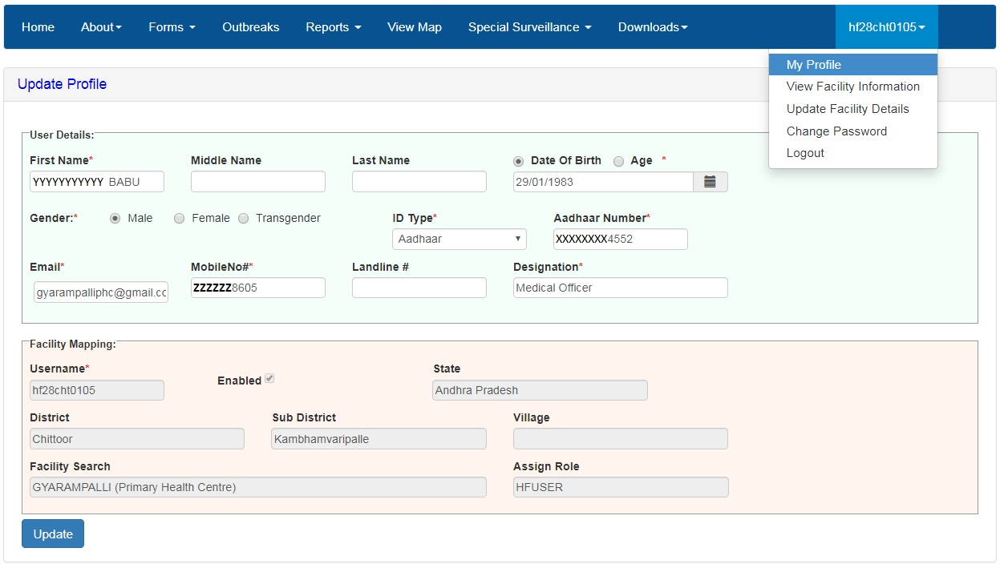 Home About Forms Outbreaks Reports View Map Special Surveillance Downloads hf28cht0105
My Profile
View Facility Information
Update Facility Details
Change Password
Logout
Update Profile
User Details:
First Name* Middle Name Last Name Date Of Birth Age *
YYYYYYYYYYY BABU 29/01/1983
Gender:* Male Female Transgender ID Type* Aadhaar Number*
Aadhaar XXXXXXXX4552
Email* MobileNo#* Landline # Designation*
gyarampalliphc@gmail.cc ZZZZZZ8605 Medical Officer
Facility Mapping:
Username* Enabled State
hf28cht0105 Andhra Pradesh
District Sub District Village
Chittoor Kambhamvaripalle
Facility Search Assign Role
GYARAMPALLI (Primary Health Centre) HFUSER
Update